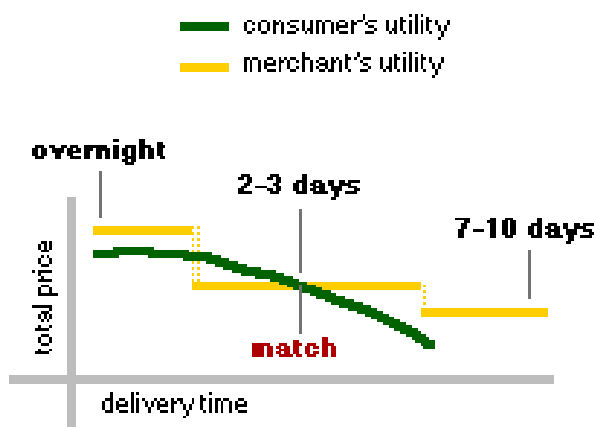 consumer's utility
merchant's utility
overnight
2-3 days
7-10 days
total price
match
delivery time